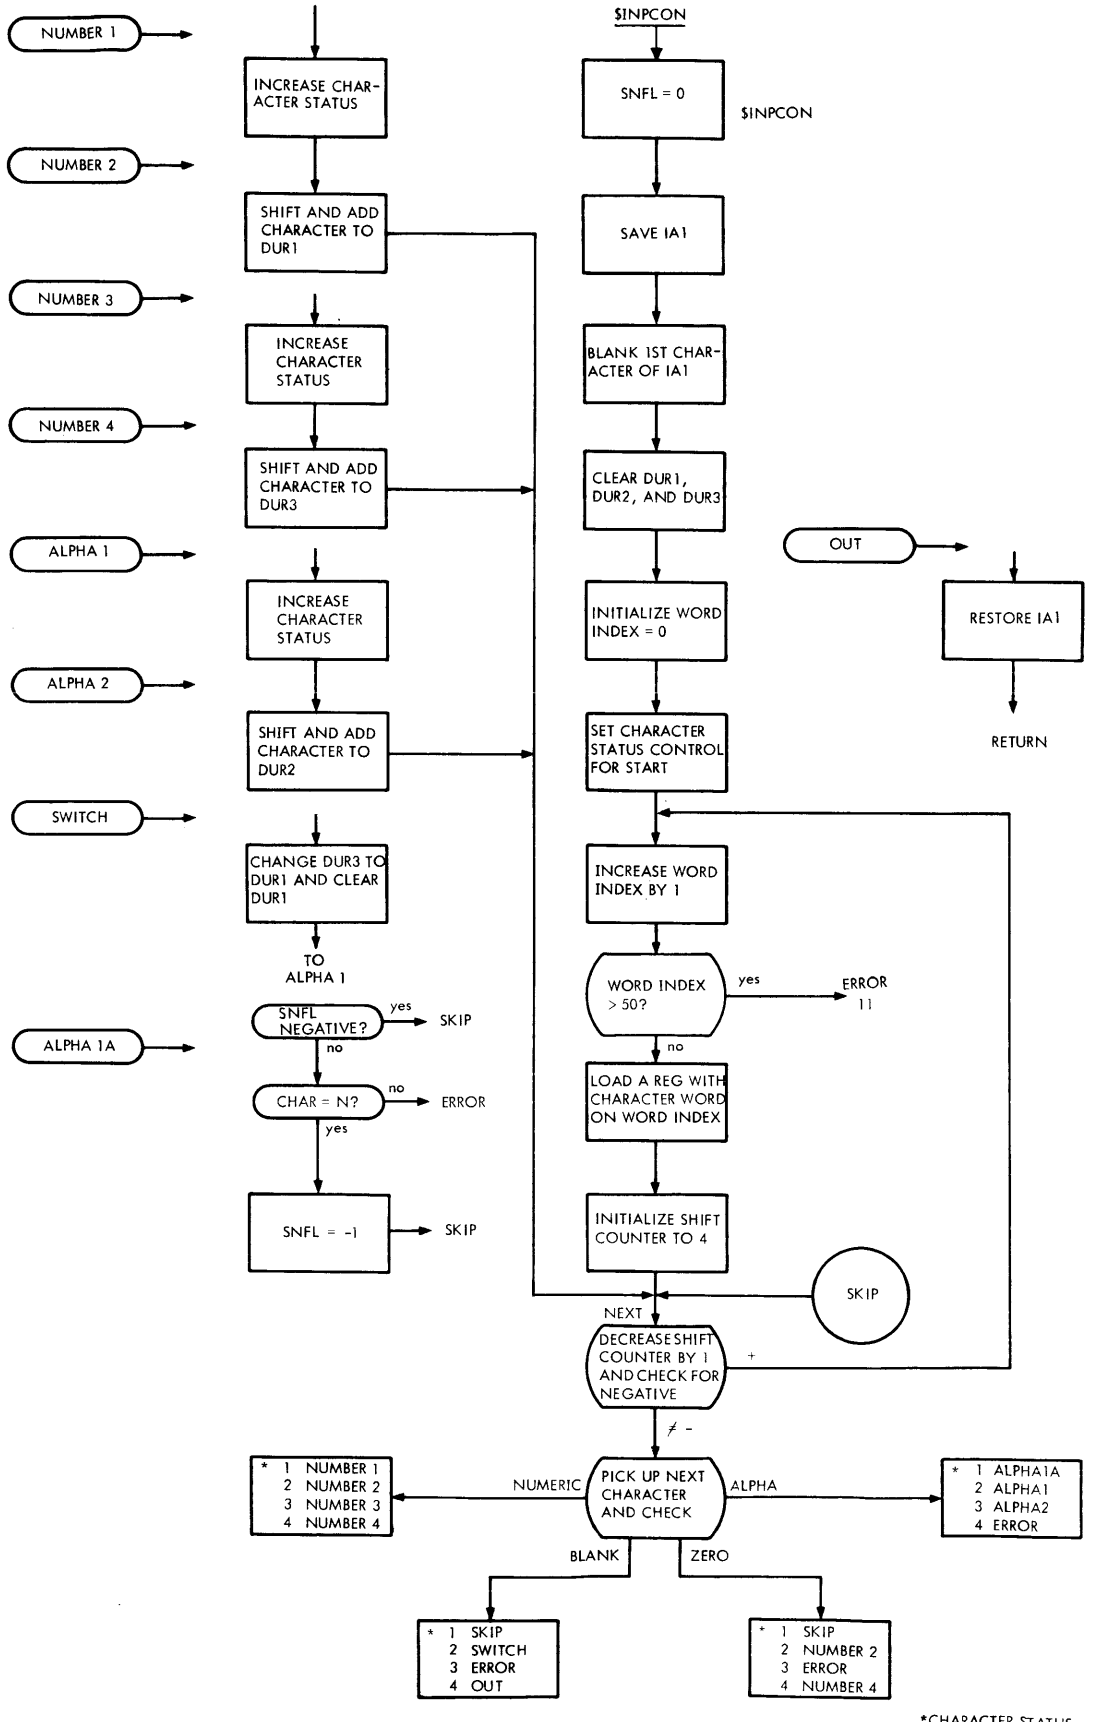 NUMBER 1
INCREASE CHAR-
ACTER STATUS
NUMBER 2
SHIFT AND ADD
CHARACTER TO
DUR1
NUMBER 3
INCREASE
CHARACTER
STATUS
NUMBER 4
SHIFT AND ADD
CHARACTER TO
DUR3
ALPHA 1
INCREASE
CHARACTER
STATUS
ALPHA 2
SHIFT AND ADD
CHARACTER TO
DUR2
SWITCH
CHANGE DUR3 TO
DUR1 AND CLEAR
DUR1
TO
ALPHA 1
ALPHA 1A
SNFL
NEGATIVE?
yes
SKIP
no
CHAR = N?
no
ERROR
yes
SNFL = -1
SKIP
$INPCON
SNFL = 0
$INPCON
SAVE IA1
BLANK 1ST CHAR-
ACTER OF IA1
CLEAR DUR1,
DUR2, AND DUR3
INITIALIZE WORD
INDEX = 0
SET CHARACTER
STATUS CONTROL
FOR START
INCREASE WORD
INDEX BY 1
WORD INDEX
> 50?
yes
ERROR
11
no
LOAD A REG WITH
CHARACTER WORD
ON WORD INDEX
INITIALIZE SHIFT
COUNTER TO 4
SKIP
NEXT
DECREASE SHIFT
COUNTER BY 1
AND CHECK FOR
NEGATIVE
+
≠ -
PICK UP NEXT
CHARACTER
AND CHECK
NUMERIC
ALPHA
BLANK
ZERO
* 1 NUMBER 1
2 NUMBER 2
3 NUMBER 3
4 NUMBER 4
* 1 ALPHA1A
2 ALPHA1
3 ALPHA2
4 ERROR
* 1 SKIP
2 SWITCH
3 ERROR
4 OUT
* 1 SKIP
2 NUMBER 2
3 ERROR
4 NUMBER 4
OUT
RESTORE IA1
RETURN
*CHARACTER STATUS